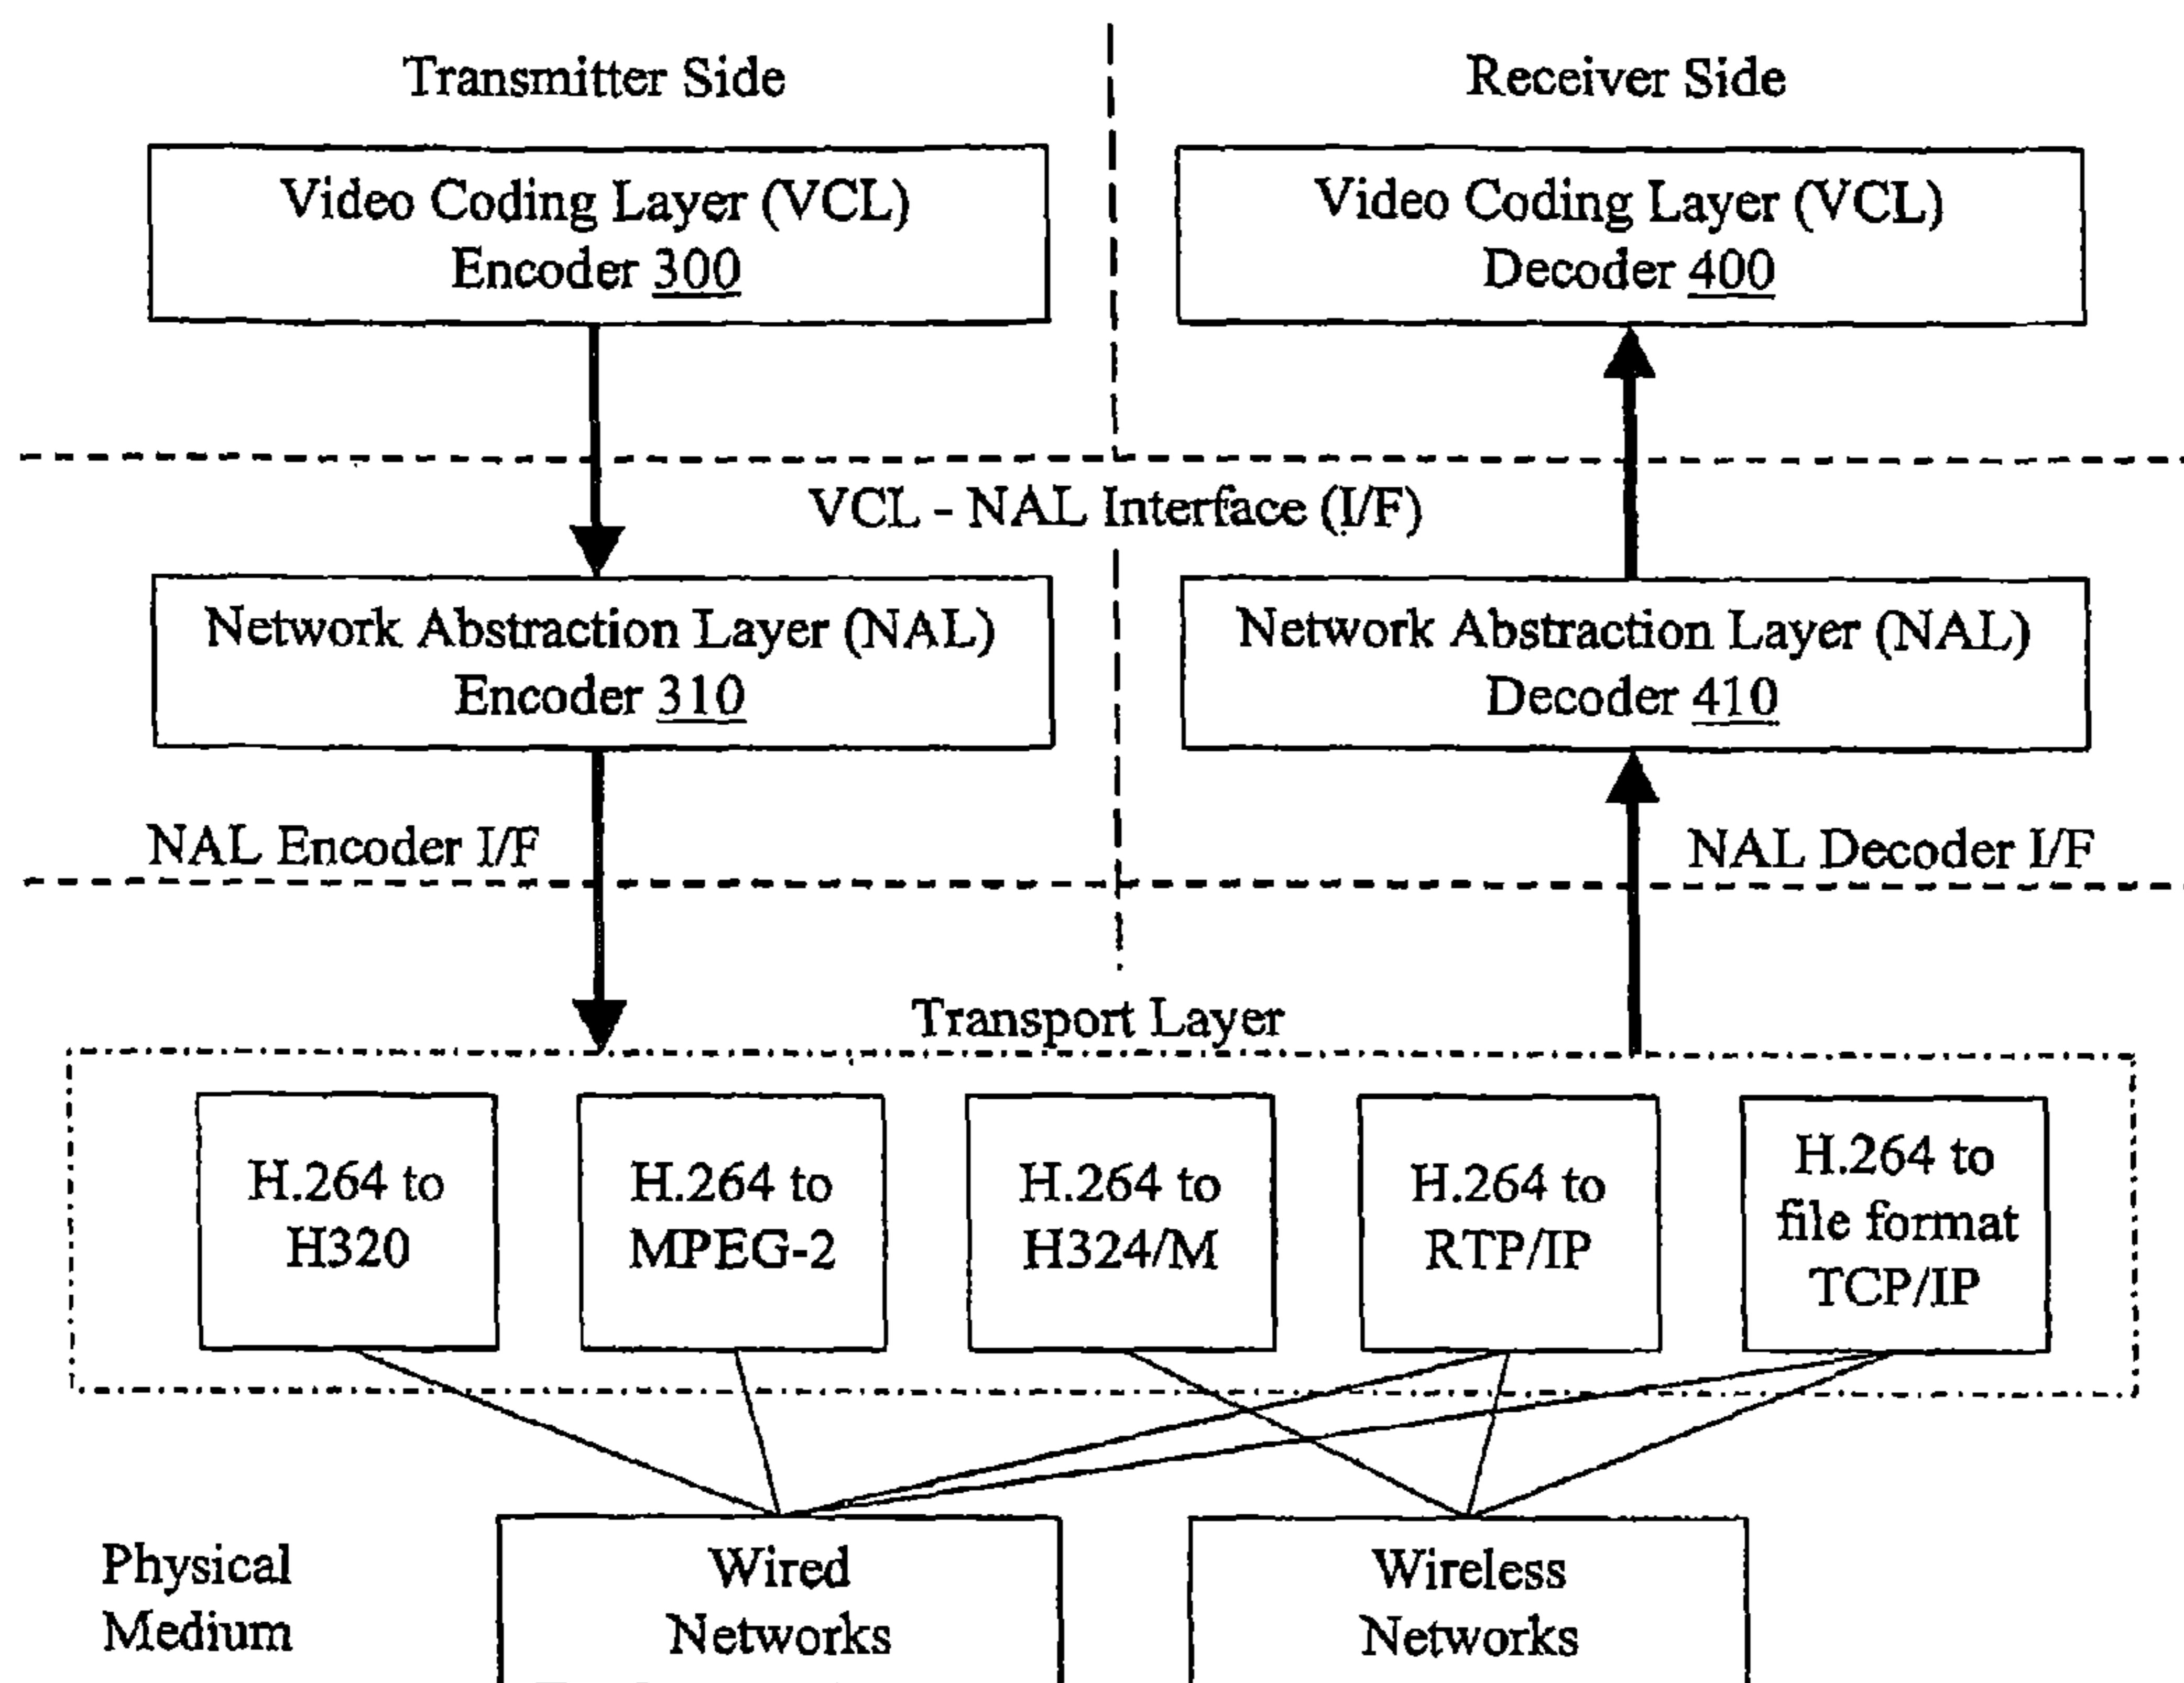 Transmitter Side
Receiver Side
Video Coding Layer (VCL)
Encoder 300
Video Coding Layer (VCL)
Decoder 400
VCL - NAL Interface (I/F)
Network Abstraction Layer (NAL)
Encoder 310
Network Abstraction Layer (NAL)
Decoder 410
NAL Encoder I/F
NAL Decoder I/F
Transport Layer
H.264 to
H320
H.264 to
MPEG-2
H.264 to
H324/M
H.264 to
RTP/IP
H.264 to
file format
TCP/IP
Physical
Medium
Wired
Networks
Wireless
Networks